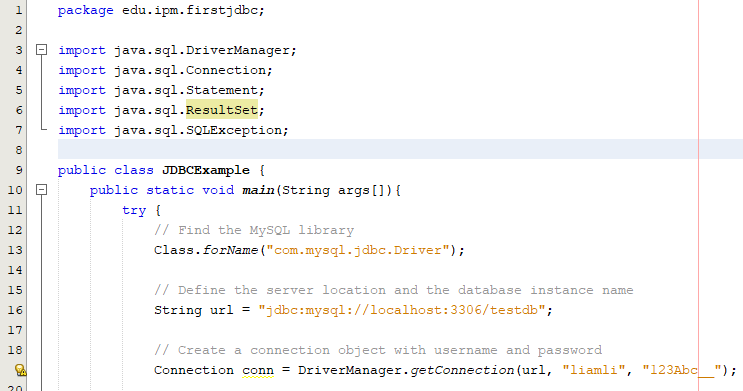 1 package edu.ipm.firstjdbc;
2
3 import java.sql.DriverManager;
4 import java.sql.Connection;
5 import java.sql.Statement;
6 import java.sql.ResultSet;
7 import java.sql.SQLException;
8
9 public class JDBCExample {
10 public static void main(String args[]){
11 try {
12 // Find the MySQL library
13 Class.forName("com.mysql.jdbc.Driver");
14
15 // Define the server location and the database instance name
16 String url = "jdbc:mysql://localhost:3306/testdb";
17
18 // Create a connection object with username and password
Connection conn = DriverManager.getConnection(url, "liamli", "123Abc__");
20